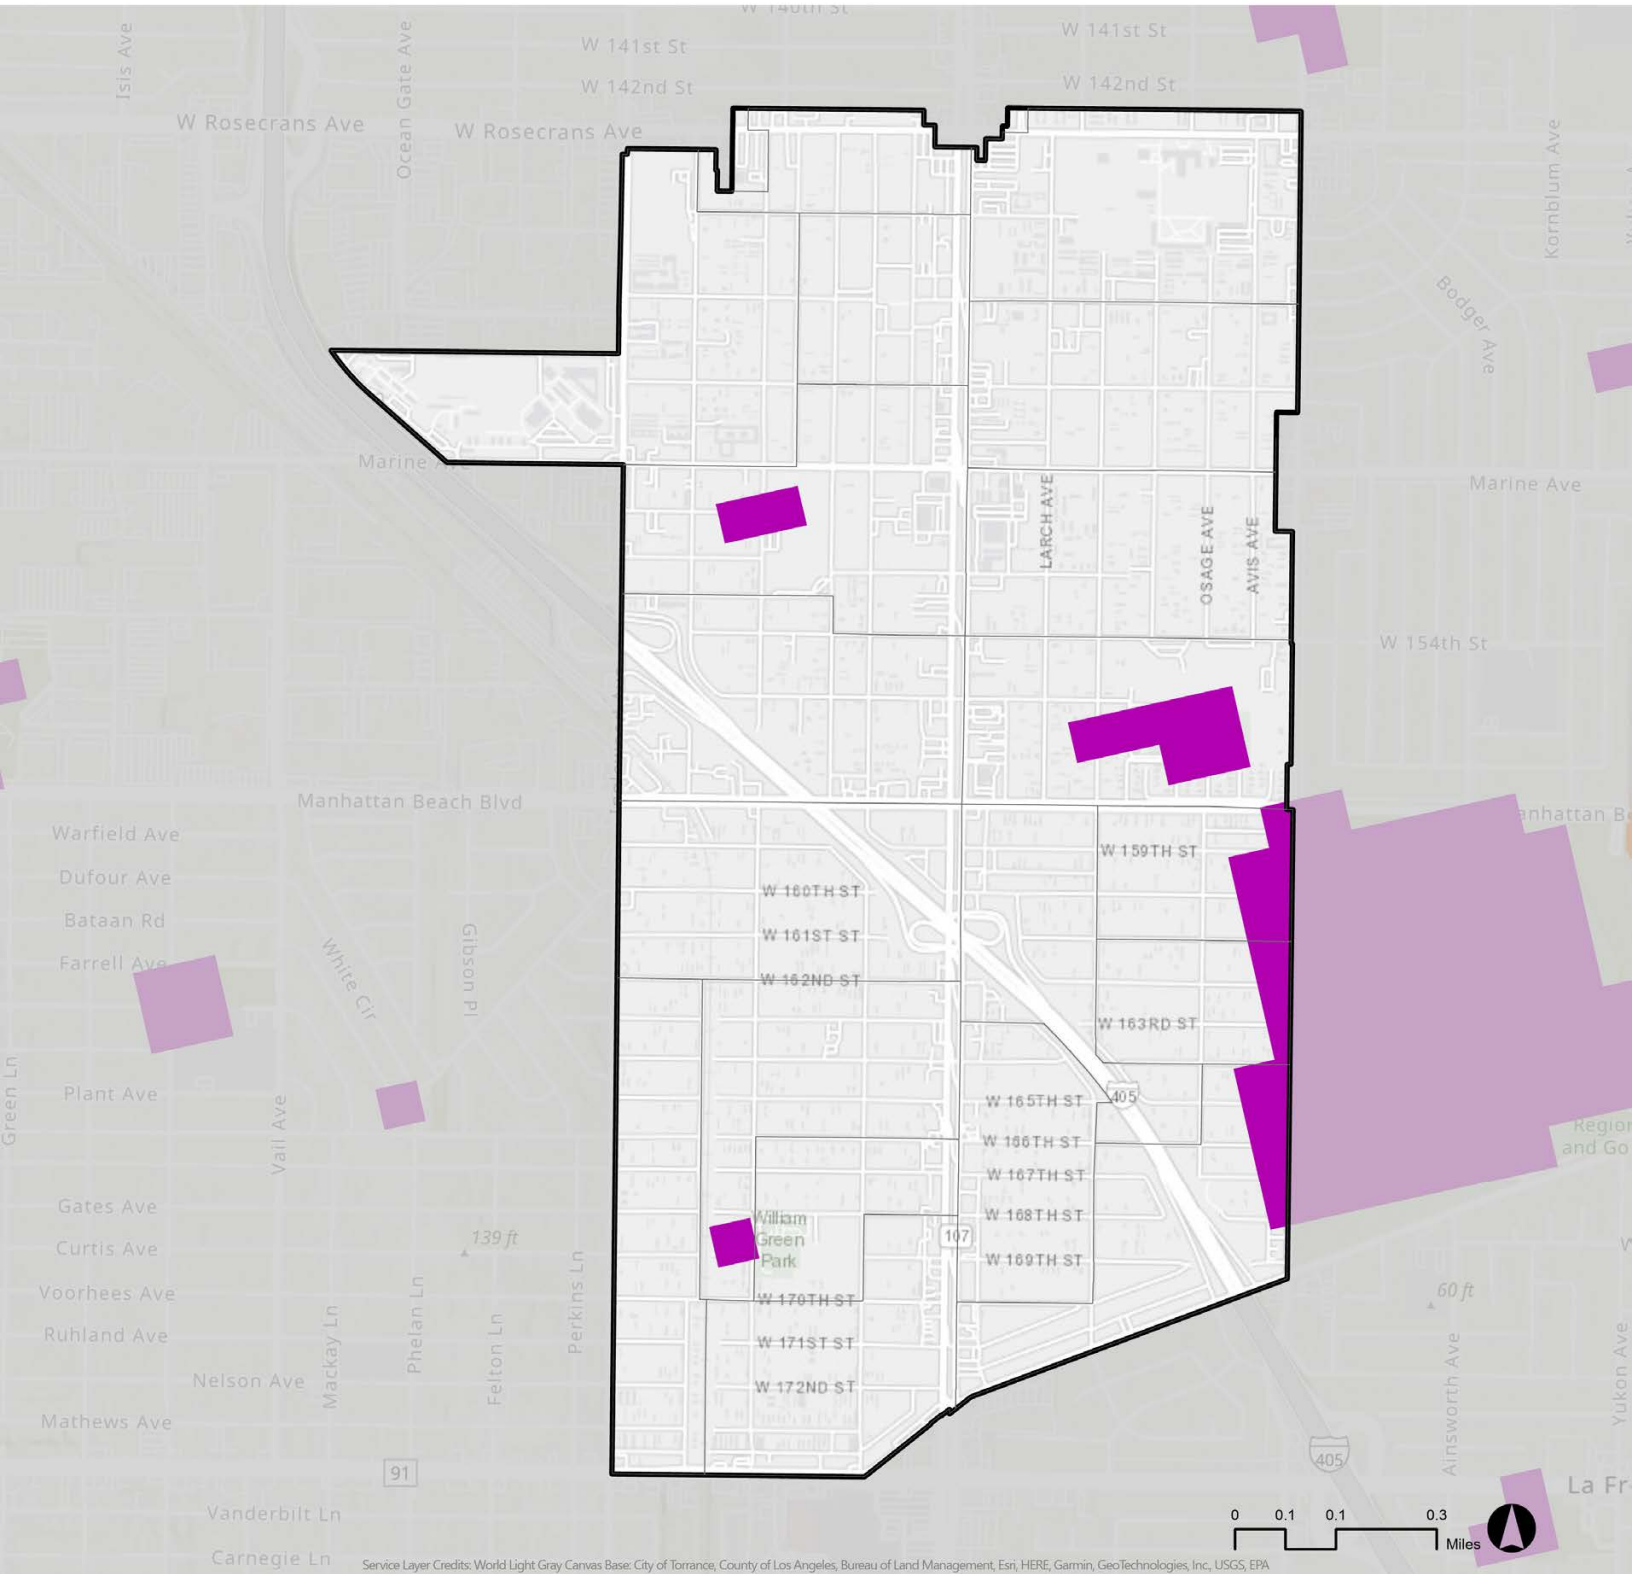 W 140th St
W 141st St
W 141st St
W 142nd St
W 142nd St
Isis Ave
Ocean Gate Ave
W Rosecrans Ave
W Rosecrans Ave
Kornblum Ave
Bodger Ave
Marine Ave
Marine Ave
LARCH AVE
OSAGE AVE
AVIS AVE
W 154th St
Manhattan Beach Blvd
anhattan Be
Warfield Ave
Dufour Ave
Bataan Rd
Farrell Ave
White Cir
Gibson Pl
W 159TH ST
W 160TH ST
W 161ST ST
W 162ND ST
W 163RD ST
405
Green Ln
Plant Ave
Vail Ave
W 165TH ST
W 166TH ST
W 167TH ST
W 168TH ST
W 169TH ST
Region
and Go
Gates Ave
Curtis Ave
Voorhees Ave
Ruhland Ave
Nelson Ave
Mathews Ave
139 ft
William
Green
Park
107
Mackay Ln
Phelan Ln
Felton Ln
Perkins Ln
W 170TH ST
W 171ST ST
W 172ND ST
60 ft
Ainsworth Ave
Yukon Ave
91
405
La Fr
Vanderbilt Ln
Carnegie Ln
0 0.1 0.1 0.3
Miles
Service Layer Credits: World Light Gray Canvas Base: City of Torrance, County of Los Angeles, Bureau of Land Management, Esri, HERE, Garmin, GeoTechnologies, Inc., USGS, EPA